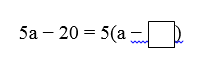 5a − 20 = 5(a − □)